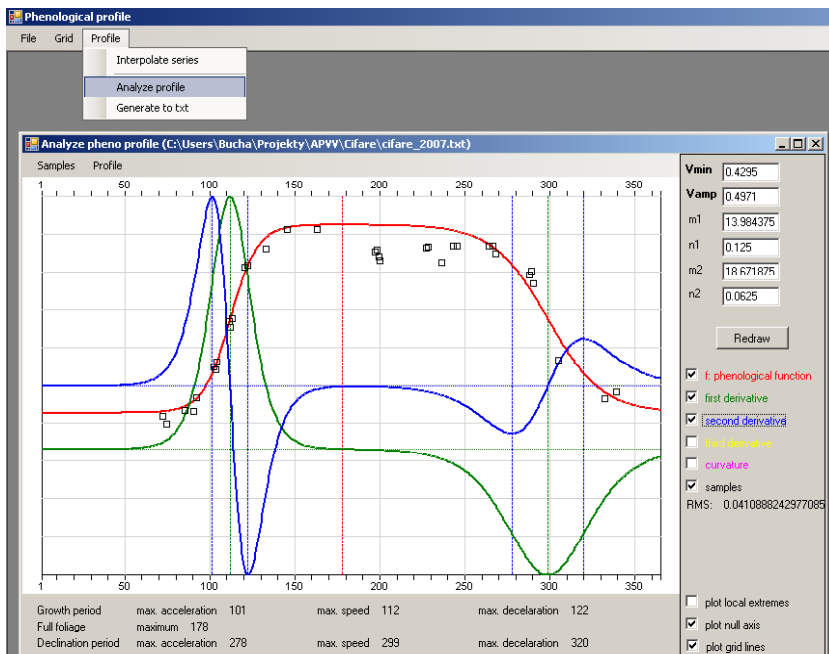 Phenological profile
File Grid Profile
Interpolate series
Analyze profile
Generate to txt
Analyze pheno profile (C:\Users\Bucha\Projekty\APVV\Cifare\cifare_2007.txt)
Samples Profile
1 50 100 150 200 250 300 350
1 50 100 150 200 250 300 350
Growth period max. acceleration 101 max. speed 112 max. decelaration 122
Full foliage maximum 178
Declination period max. acceleration 278 max. speed 299 max. decelaration 320
Vmin 0.4295
Vamp 0.4971
m1 13.984375
n1 0.125
m2 18.671875
n2 0.0625
Redraw
f: phenological function
first derivative
second derivative
third derivative
curvature
samples
RMS: 0.0410888242977085
plot local extremes
plot null axis
plot grid lines